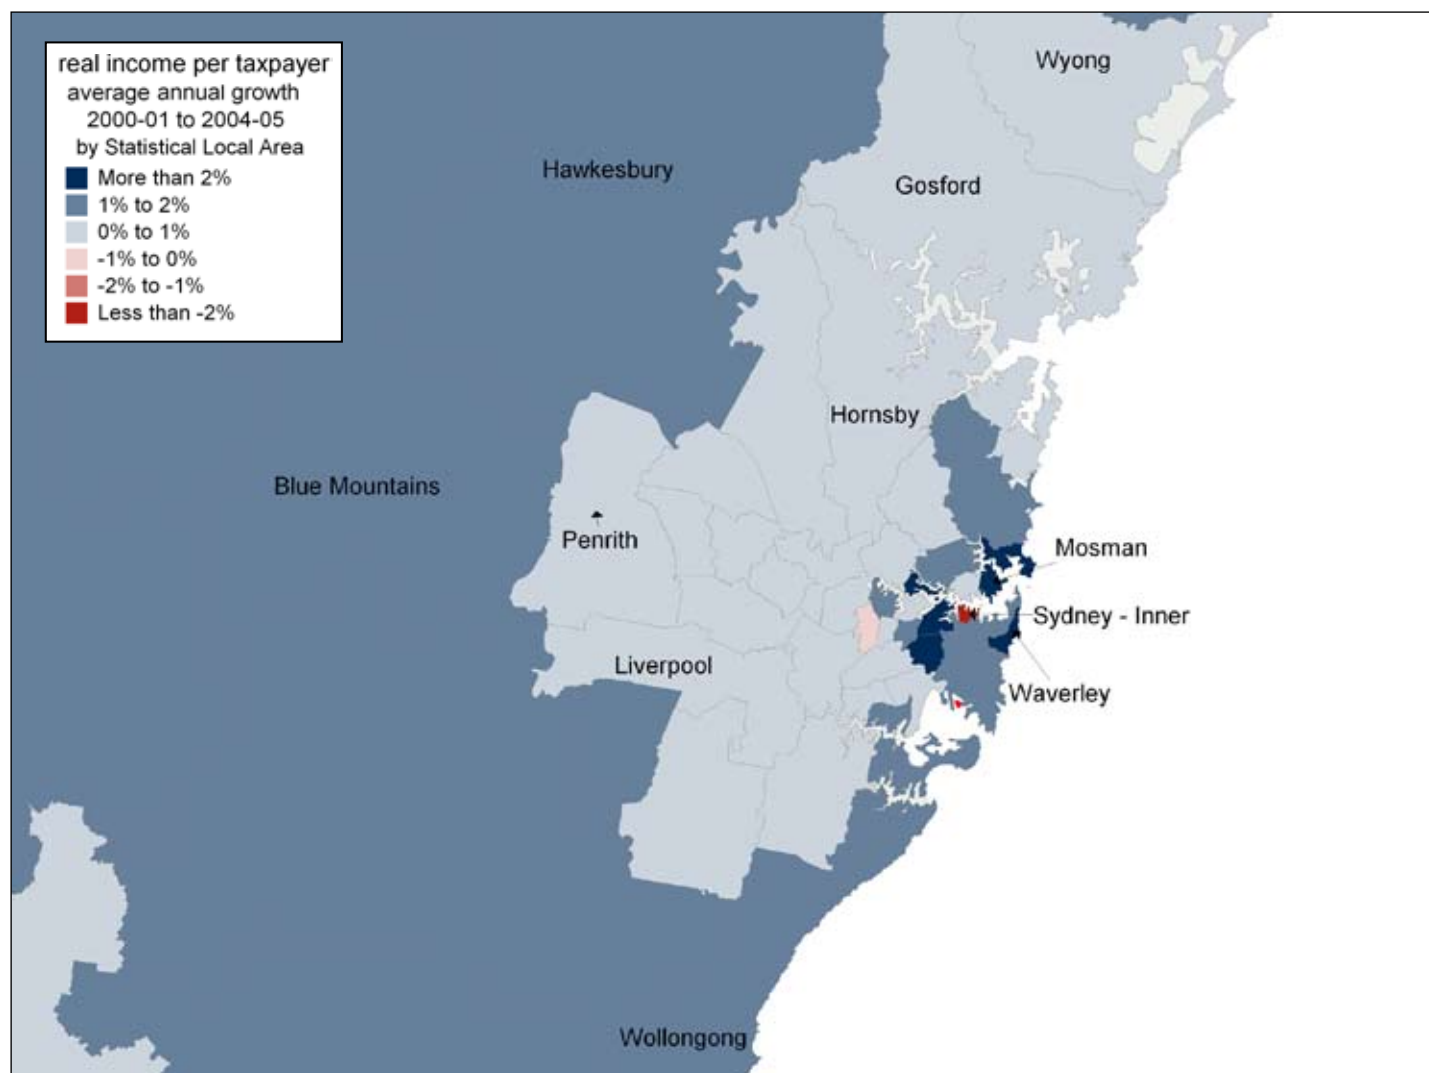 real income per taxpayer
average annual growth
2000-01 to 2004-05
by Statistical Local Area
More than 2%
1% to 2%
0% to 1%
-1% to 0%
-2% to -1%
Less than -2%
Wyong
Hawkesbury
Gosford
Hornsby
Blue Mountains
Penrith
Mosman
Sydney - Inner
Liverpool
Waverley
Wollongong